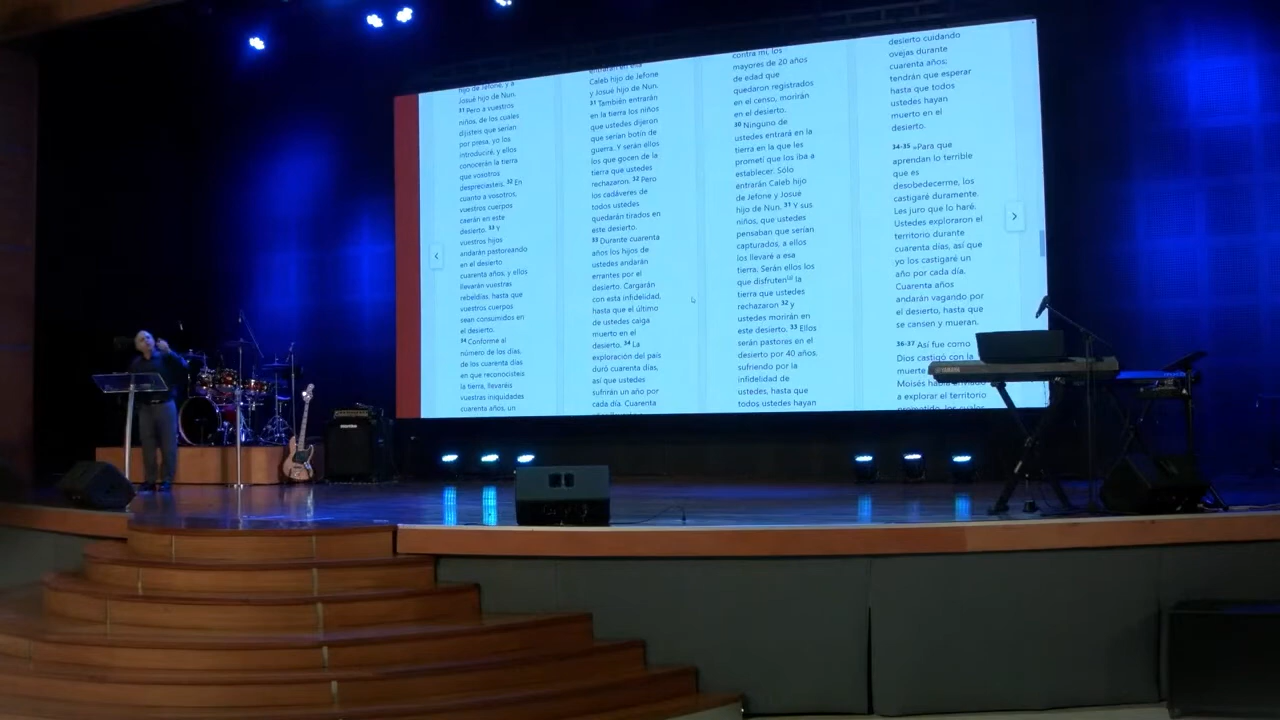 hijo de Jefone, y a
Josué hijo de Nun.
31 Pero a vuestros
niños, de los cuales
dijisteis que serían
por presa, yo los
introduciré, y ellos
conocerán la tierra
que vosotros
despreciasteis. 32 En
cuanto a vosotros,
vuestros cuerpos
caerán en este
desierto. 33 Y
vuestros hijos
andarán pastoreando
en el desierto
cuarenta años, y ellos
llevarán vuestras
rebeldías, hasta que
vuestros cuerpos
sean consumidos en
el desierto.
34 Conforme al
número de los días,
de los cuarenta días
en que reconocisteis
la tierra, llevaréis
vuestras iniquidades
cuarenta años, un
entrarán en esa
Caleb hijo de Jefone
y Josué hijo de Nun.
31 También entrarán
en la tierra los niños
que ustedes dijeron
que serían botín de
guerra. Y serán ellos
los que gocen de la
tierra que ustedes
rechazaron. 32 Pero
los cadáveres de
todos ustedes
quedarán tirados en
este desierto.
33 Durante cuarenta
años los hijos de
ustedes andarán
errantes por el
desierto. Cargarán
con esta infidelidad,
hasta que el último
de ustedes caiga
muerto en el
desierto. 34 La
exploración del país
duró cuarenta días,
así que ustedes
sufrirán un año por
cada día. Cuarenta
contra mí, los
mayores de 20 años
de edad que
quedaron registrados
en el censo, morirán
en el desierto.
30 Ninguno de
ustedes entrará en la
tierra en la que les
prometí que los iba a
establecer. Sólo
entrarán Caleb hijo
de Jefone y Josué
hijo de Nun. 31 Y sus
niños, que ustedes
pensaban que serían
capturados, a ellos
los llevaré a esa
tierra. Serán ellos los
que disfruten la
tierra que ustedes
rechazaron 32 y
ustedes morirán en
este desierto. 33 Ellos
serán pastores en el
desierto por 40 años,
sufriendo por la
infidelidad de
ustedes, hasta que
todos ustedes hayan
desierto cuidando
ovejas durante
cuarenta años;
tendrán que esperar
hasta que todos
ustedes hayan
muerto en el
desierto.
34-35 »Para que
aprendan lo terrible
que es
desobedecerme, los
castigaré duramente.
Les juro que lo haré.
Ustedes exploraron el
territorio durante
cuarenta días, así que
yo los castigaré un
año por cada día.
Cuarenta años
andarán vagando por
el desierto, hasta que
se cansen y mueran.
36-37 Así fue como
Dios castigó con la
muerte
Moisés había enviado
a explorar el territorio
prometido, los cuales
YAMAHA